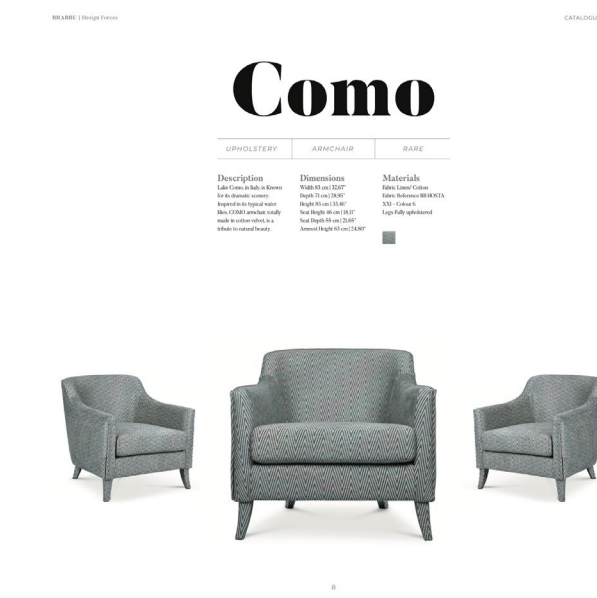 BRABBU | Design Forces
CATALOGU
Como
UPHOLSTERY
ARMCHAIR
RARE
Description
Lake Como, in Italy, is Known
for its dramatic scenery.
Inspired in its typical water
lilies, COMO armchair totally
made in cotton velvet, is a
tribute to natural beauty.
Dimensions
Width 83 cm | 32,67"
Depth 71 cm | 28,95"
Height 85 cm | 33,46"
Seat Height 46 cm | 18,11"
Seat Depth 55 cm | 21,65"
Armrest Height 63 cm | 24,80"
Materials
Fabric Linen/ Cotton
Fabric Reference BB HOSTA
XXI – Colour 6
Legs Fully upholstered
8